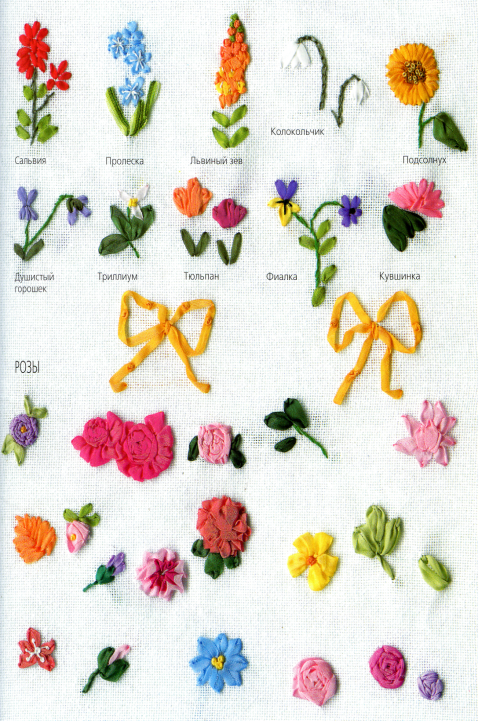 Сальвия
Пролеска
Львиный зев
Колокольчик
Подсолнух
Душистый
горошек
Триллиум
Тюльпан
Фиалка
Кувшинка
РОЗЫ